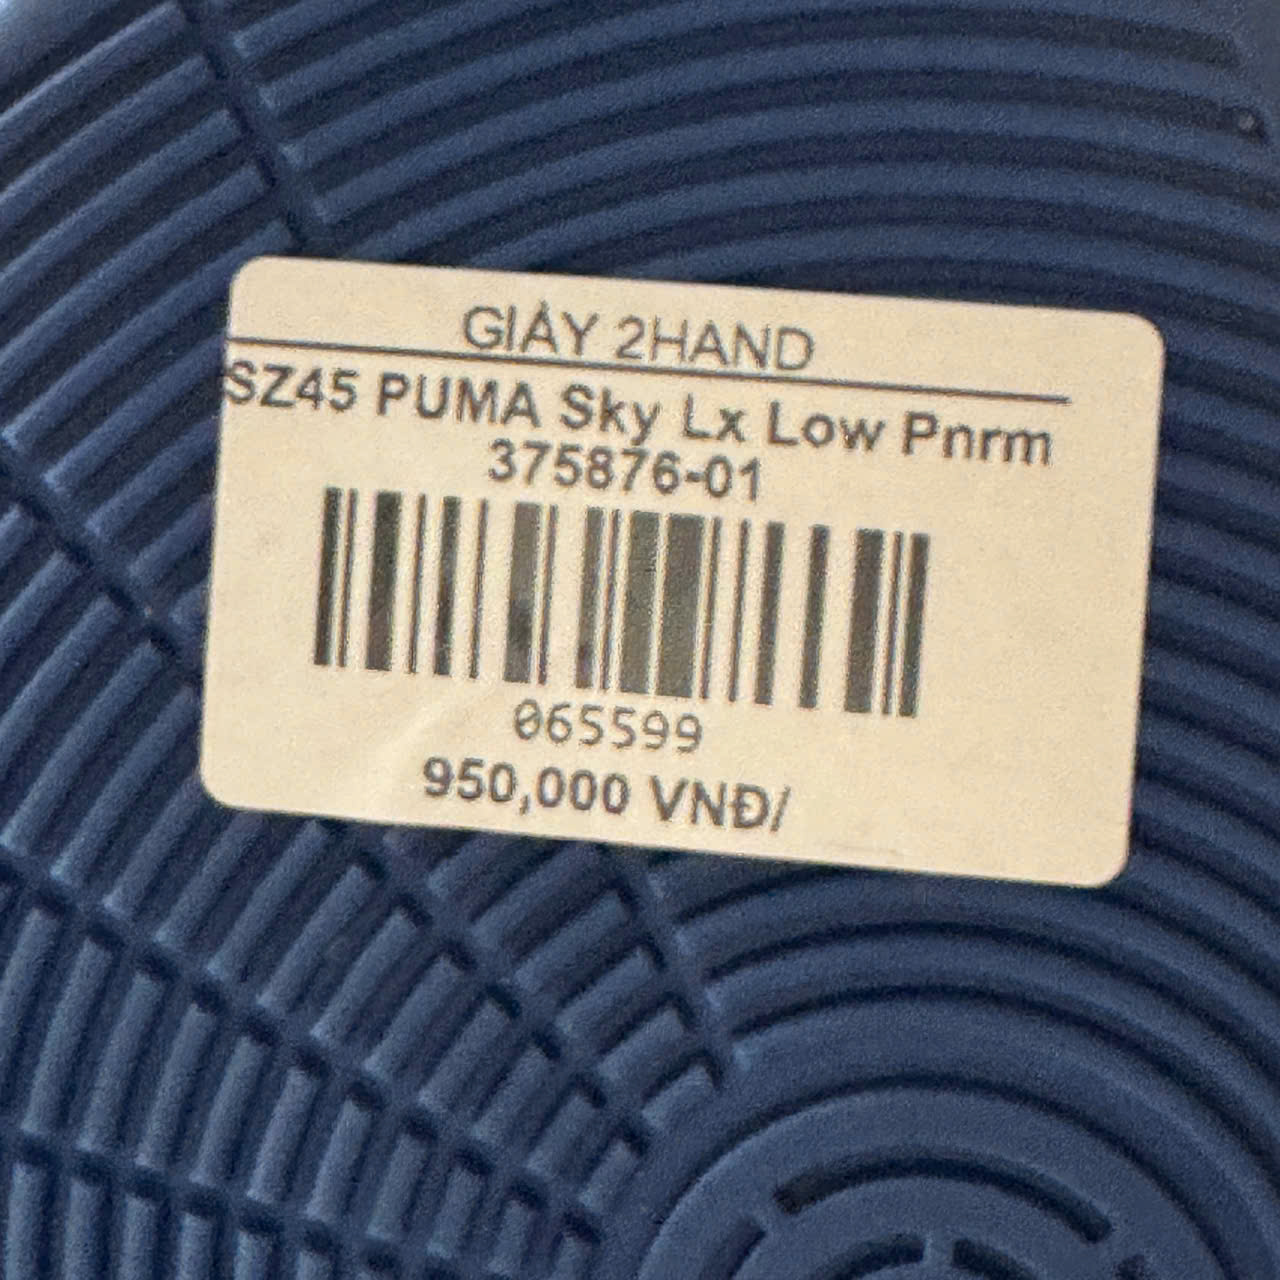 GIÀY 2HAND
SZ45 PUMA Sky Lx Low Pnrm
375876-01
065599
950,000 VNĐ/